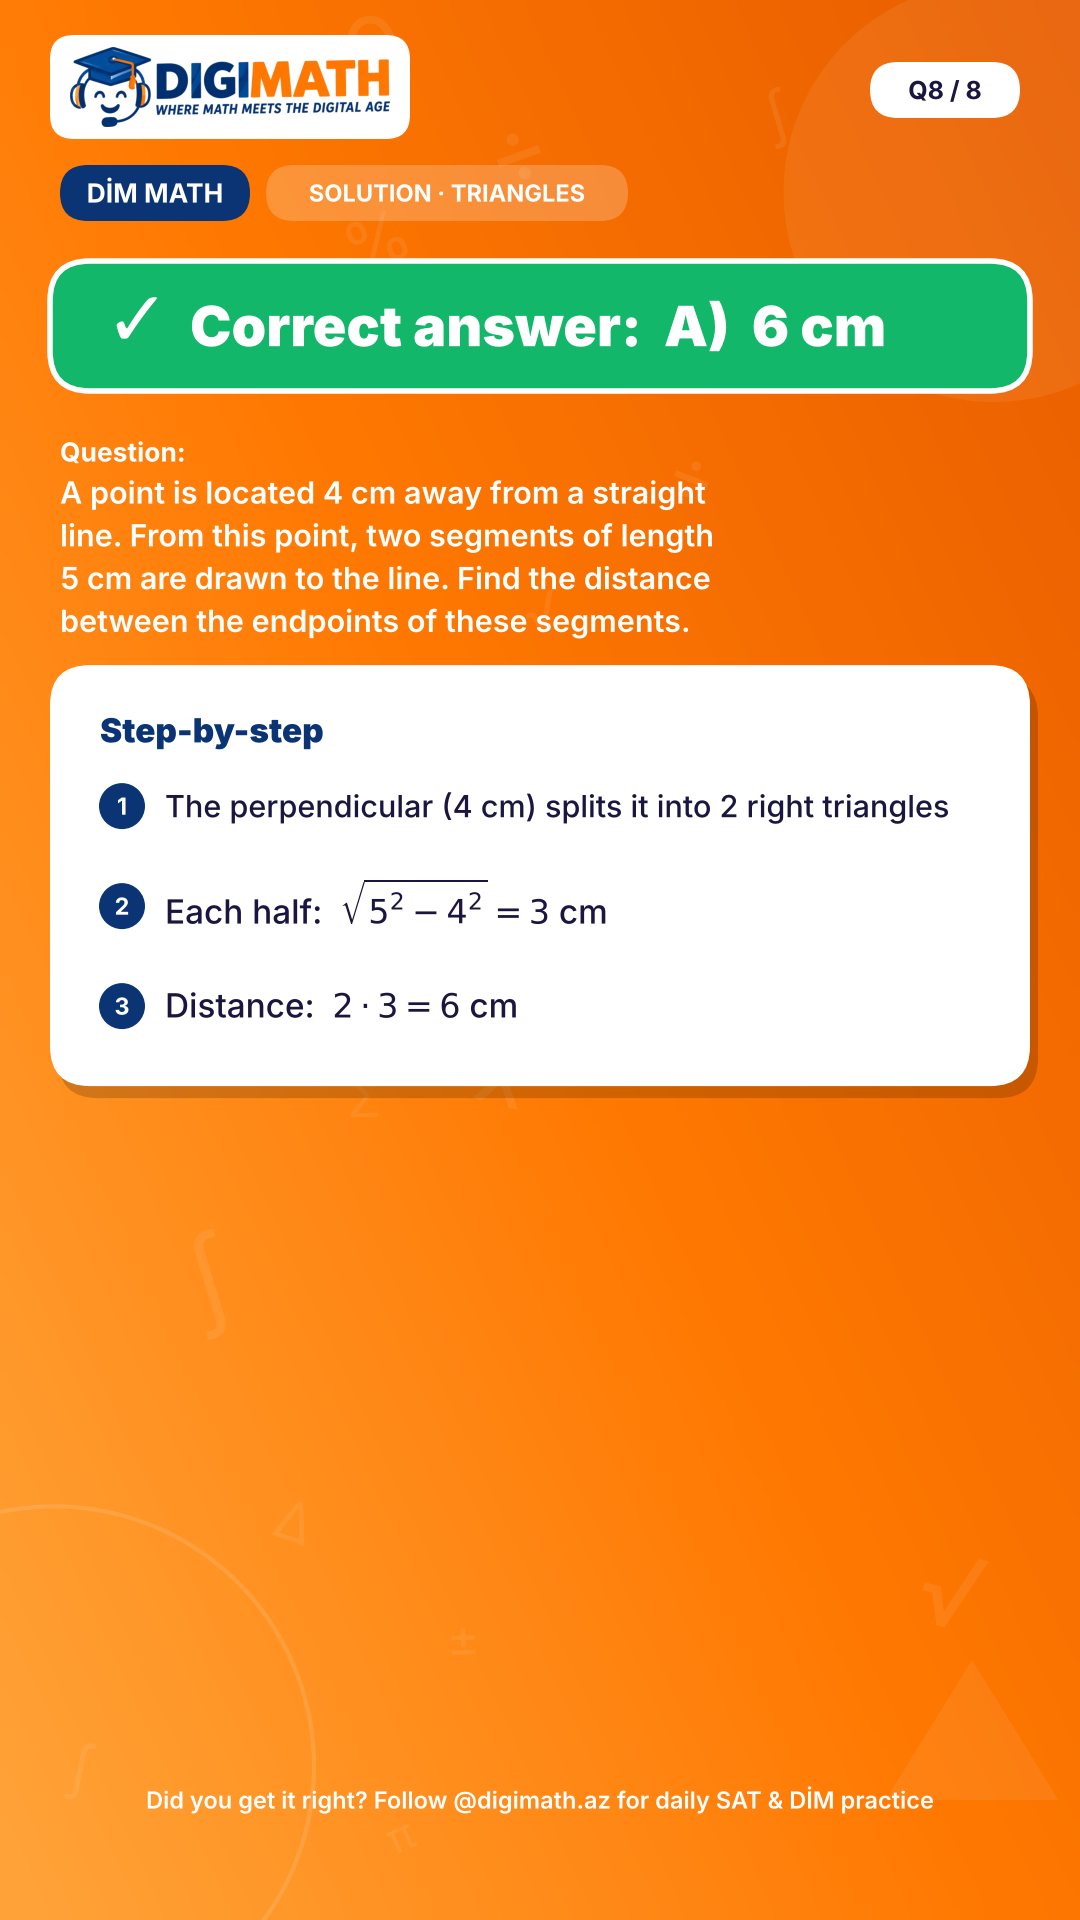 DIGIMATH
WHERE MATH MEETS THE DIGITAL AGE
Q8 / 8
DİM MATH
SOLUTION · TRIANGLES
✓ Correct answer: A) 6 cm
Question:
A point is located 4 cm away from a straight
line. From this point, two segments of length
5 cm are drawn to the line. Find the distance
between the endpoints of these segments.
Step-by-step
1 The perpendicular (4 cm) splits it into 2 right triangles
2 Each half: √(5² − 4²) = 3 cm
3 Distance: 2 · 3 = 6 cm
Did you get it right? Follow @digimath.az for daily SAT & DİM practice